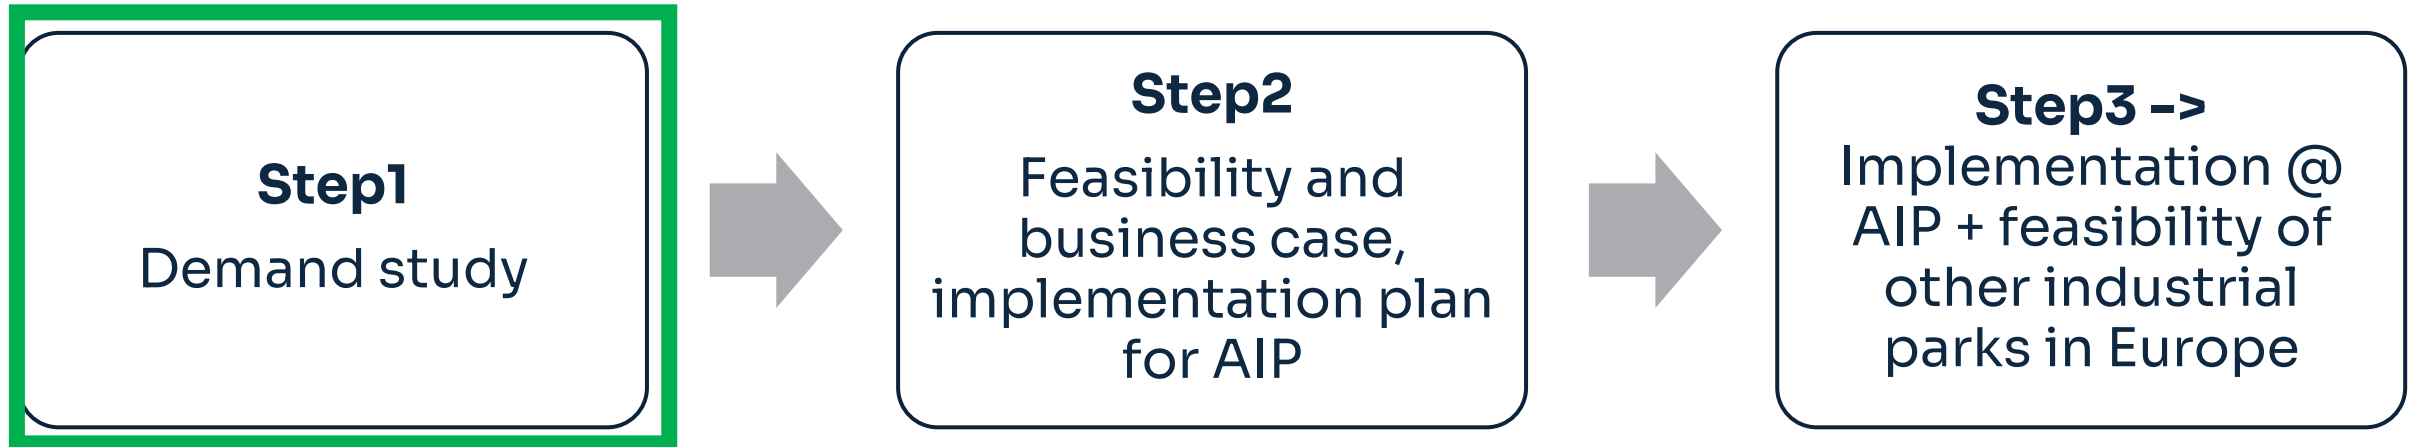 Step1
Demand study
Step2
Feasibility and
business case,
implementation plan
for AIP
Step3 ->
Implementation @
AIP + feasibility of
other industrial
parks in Europe